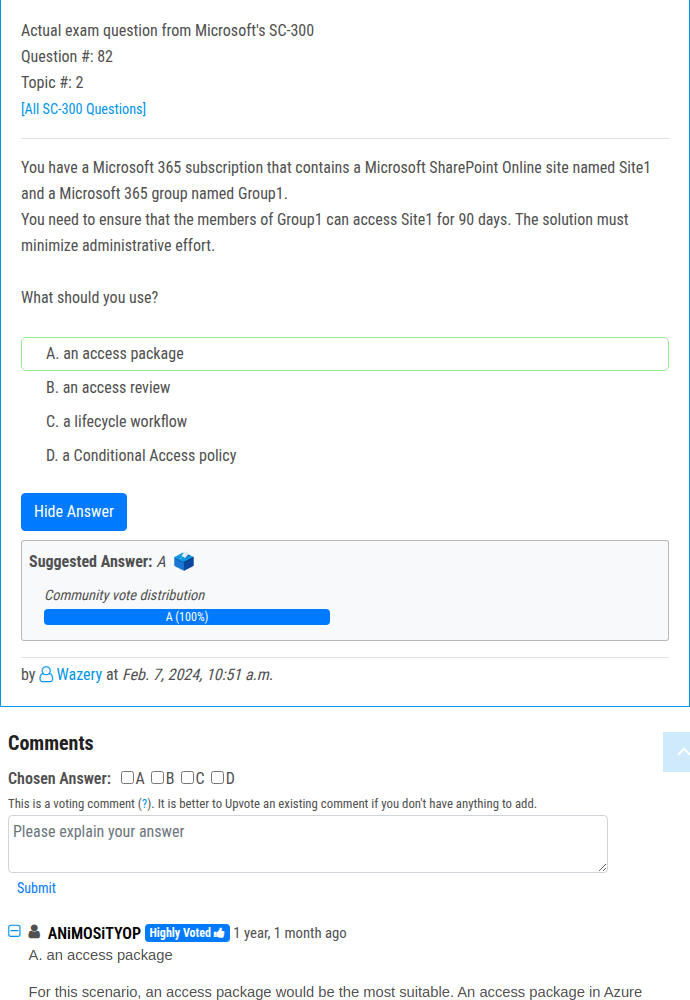 Actual exam question from Microsoft's SC-300
Question #: 82
Topic #: 2
[All SC-300 Questions]
You have a Microsoft 365 subscription that contains a Microsoft SharePoint Online site named Site1
and a Microsoft 365 group named Group1.
You need to ensure that the members of Group1 can access Site1 for 90 days. The solution must
minimize administrative effort.
What should you use?
A. an access package
B. an access review
C. a lifecycle workflow
D. a Conditional Access policy
Hide Answer
Suggested Answer: A
Community vote distribution
A (100%)
by Wazery at Feb. 7, 2024, 10:51 a.m.
Comments
Chosen Answer: A B C D
This is a voting comment (?). It is better to Upvote an existing comment if you don't have anything to add.
Please explain your answer
Submit
ANiMOSiTYOP Highly Voted 1 year, 1 month ago
A. an access package
For this scenario, an access package would be the most suitable. An access package in Azure